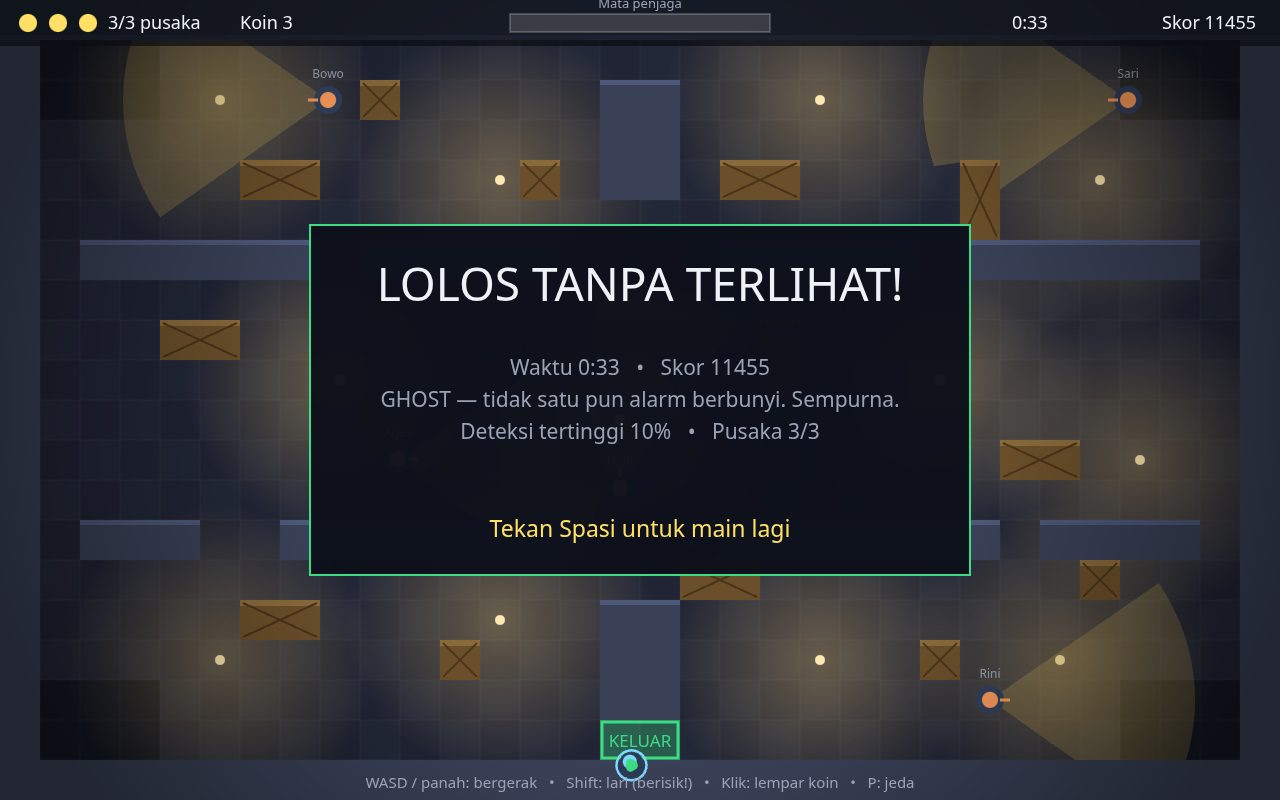 Mata penjaga
3/3 pusaka Koin 3 0:33 Skor 11455
Bowo Sari
LOLOS TANPA TERLIHAT!
Waktu 0:33 • Skor 11455
GHOST — tidak satu pun alarm berbunyi. Sempurna.
Deteksi tertinggi 10% • Pusaka 3/3
Tekan Spasi untuk main lagi
Rini
KELUAR
WASD / panah: bergerak • Shift: lari (berisik!) • Klik: lempar koin • P: jeda